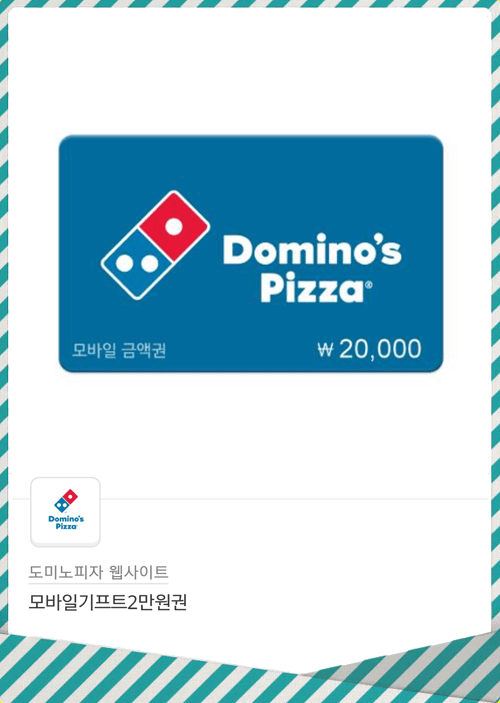 Domino's
Pizza®
모바일 금액권
₩ 20,000
Domino's
Pizza
도미노피자 웹사이트
모바일기프트2만원권